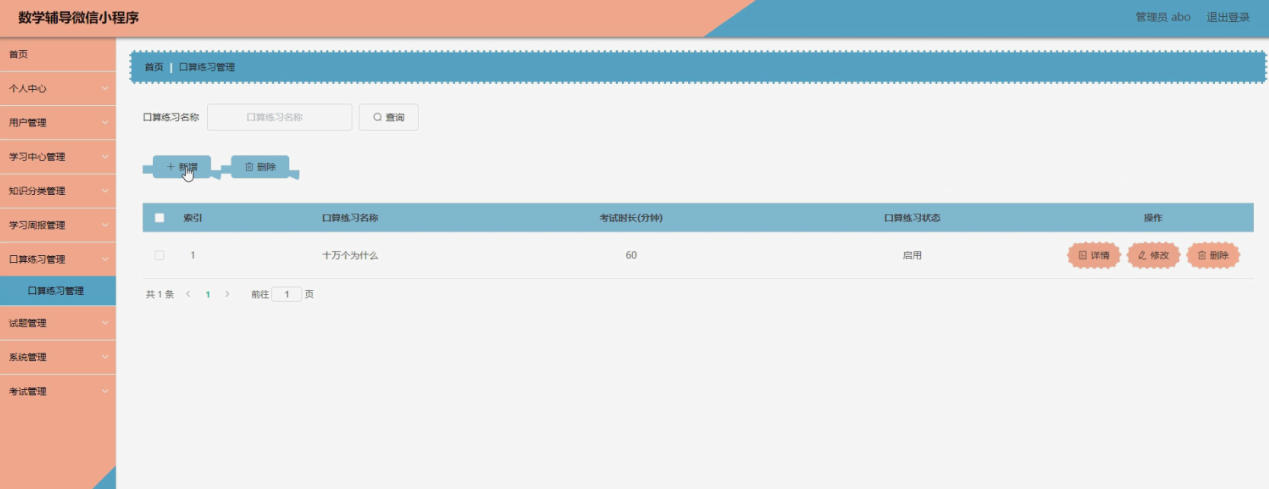 数学辅导微信小程序
管理员 abo 退出登录
首页
个人中心
用户管理
学习中心管理
知识分类管理
学习周报管理
口算练习管理
口算练习管理
试题管理
系统管理
考试管理
首页 | 口算练习管理
口算练习名称 口算练习名称 查询
新增 删除
索引 口算练习名称 考试时长(分钟) 口算练习状态 操作
1 十万个为什么 60 启用 详情 修改 删除
共 1 条 < 1 > 前往 1 页